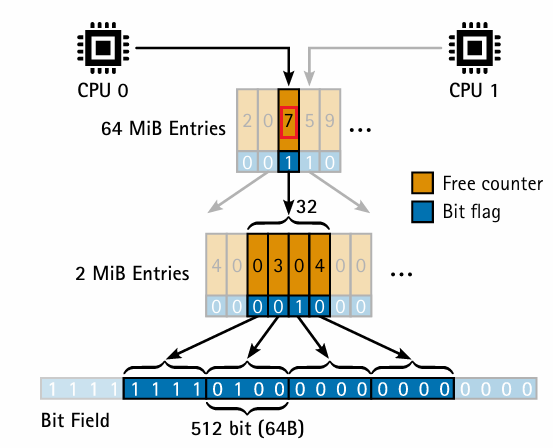 CPU 0
CPU 1
64 MiB Entries
2 0 7 5 9 ...
0 0 1 1 0
Free counter
Bit flag
32
2 MiB Entries
4 0 0 3 0 4 0 0 ...
0 0 0 0 1 0 0 0
1 1 1 1 1 1 1 1 0 1 0 0 0 0 0 0 0 0 0 0 0 0 0 0
Bit Field
512 bit (64B)